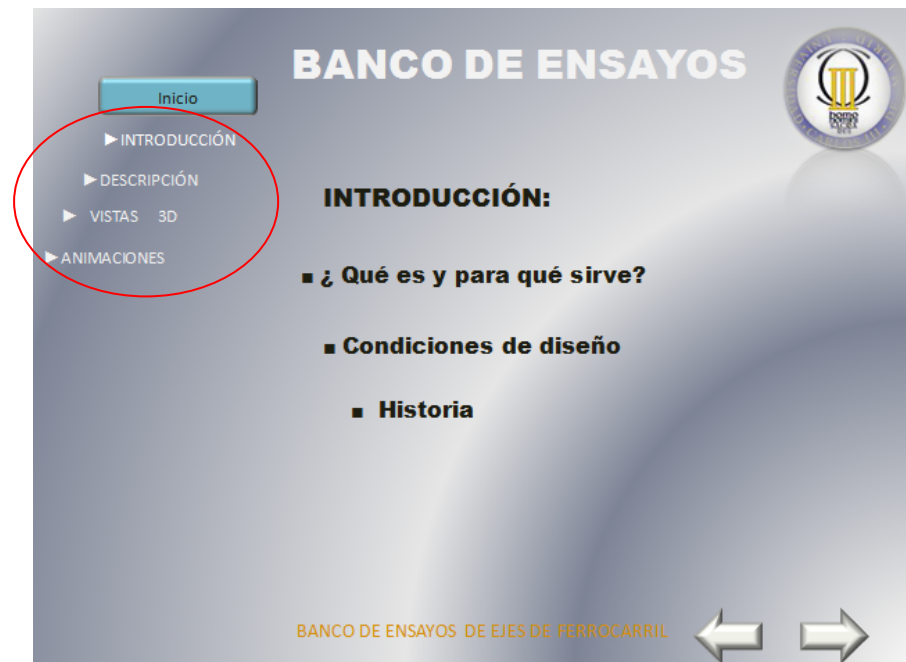 BANCO DE ENSAYOS
Inicio
►INTRODUCCIÓN
►DESCRIPCIÓN
► VISTAS 3D
►ANIMACIONES
INTRODUCCIÓN:
▪ ¿ Qué es y para qué sirve?
▪ Condiciones de diseño
▪ Historia
BANCO DE ENSAYOS DE EJES DE FERROCARRIL